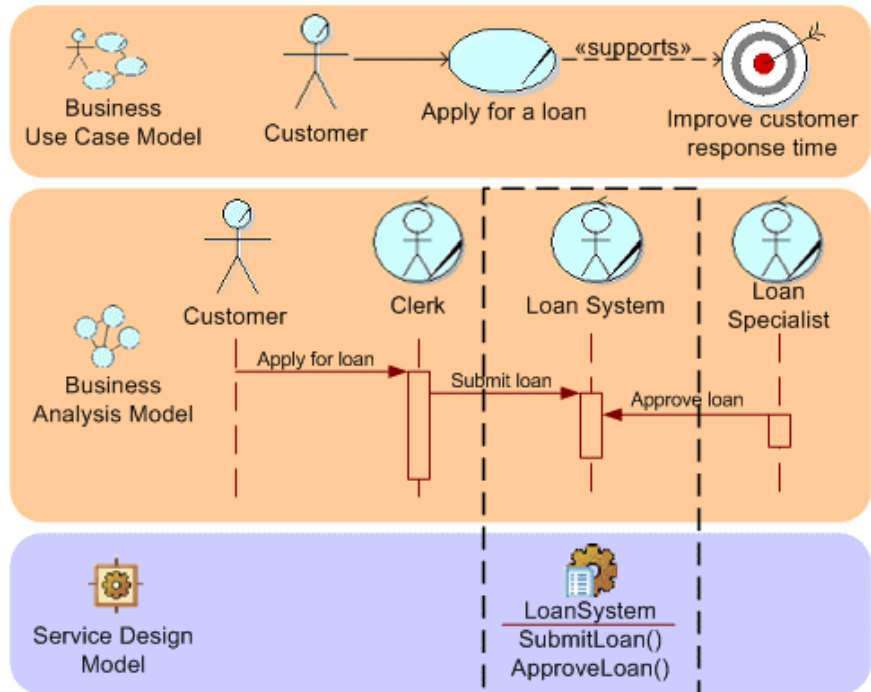 «supports»
Business
Use Case Model
Customer
Apply for a loan
Improve customer
response time
Customer
Clerk
Loan System
Loan
Specialist
Business
Analysis Model
Apply for loan
Submit loan
Approve loan
Service Design
Model
LoanSystem
SubmitLoan()
ApproveLoan()